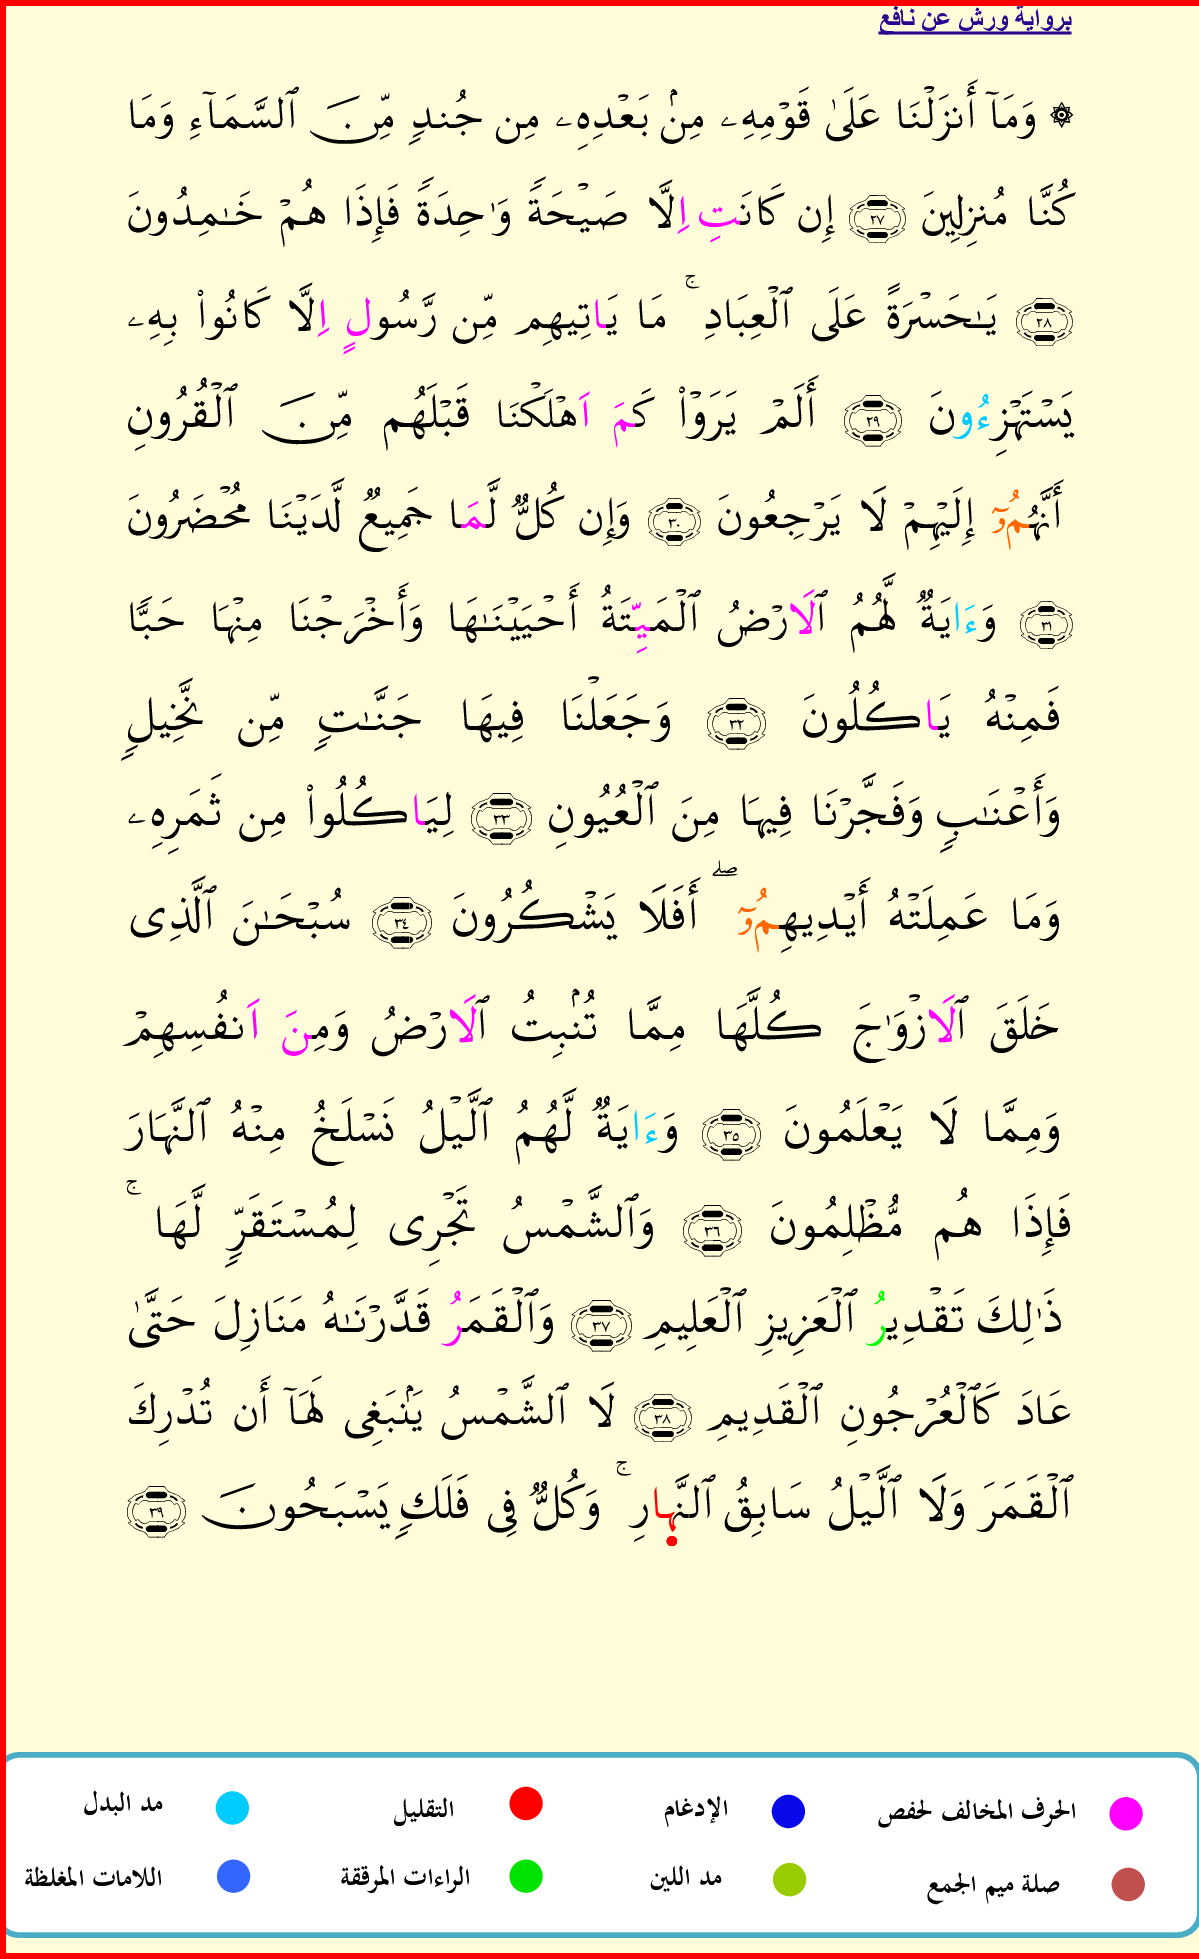 برواية ورش عن نافع
۞ وَمَآ أَنزَلْنَا عَلَىٰ قَوْمِهِۦ مِنۢ بَعْدِهِۦ مِن جُندٍ مِّنَ ٱلسَّمَآءِ وَمَا
كُنَّا مُنزِلِينَ ٢٧ إِن كَانَتِ اِلَّا صَيْحَةً وَٰحِدَةً فَإِذَا هُمْ خَـٰمِدُونَ
٢٨ يَـٰحَسْرَةً عَلَى ٱلْعِبَادِ ۚ مَا يَاتِيهِم مِّن رَّسُولٍ اِلَّا كَانُوا۟ بِهِۦ
يَسْتَهْزِءُونَ ٢٩ أَلَمْ يَرَوْا۟ كَمَ اَهْلَكْنَا قَبْلَهُم مِّنَ ٱلْقُرُونِ
أَنَّهُمُۥٓ إِلَيْهِمْ لَا يَرْجِعُونَ ٣٠ وَإِن كُلٌّ لَّمَا جَمِيعٌ لَّدَيْنَا مُحْضَرُونَ
٣١ وَءَايَةٌ لَّهُمُ ٱلَارْضُ ٱلْمَيِّتَةُ أَحْيَيْنَـٰهَا وَأَخْرَجْنَا مِنْهَا حَبًّا
فَمِنْهُ يَاكُلُونَ ٣٢ وَجَعَلْنَا فِيهَا جَنَّـٰتٍ مِّن نَّخِيلٍ
وَأَعْنَـٰبٍ وَفَجَّرْنَا فِيهَا مِنَ ٱلْعُيُونِ ٣٣ لِيَاكُلُوا۟ مِن ثَمَرِهِۦ
وَمَا عَمِلَتْهُ أَيْدِيهِمُۥٓ ۖ أَفَلَا يَشْكُرُونَ ٣٤ سُبْحَـٰنَ ٱلَّذِى
خَلَقَ ٱلَازْوَٰجَ كُلَّهَا مِمَّا تُنۢبِتُ ٱلَارْضُ وَمِنَ اَنفُسِهِمْ
وَمِمَّا لَا يَعْلَمُونَ ٣٥ وَءَايَةٌ لَّهُمُ ٱلَّيْلُ نَسْلَخُ مِنْهُ ٱلنَّهَارَ
فَإِذَا هُم مُّظْلِمُونَ ٣٦ وَٱلشَّمْسُ تَجْرِى لِمُسْتَقَرٍّ لَّهَا ۚ
ذَٰلِكَ تَقْدِيرُ ٱلْعَزِيزِ ٱلْعَلِيمِ ٣٧ وَٱلْقَمَرُ قَدَّرْنَـٰهُ مَنَازِلَ حَتَّىٰ
عَادَ كَٱلْعُرْجُونِ ٱلْقَدِيمِ ٣٨ لَا ٱلشَّمْسُ يَنۢبَغِى لَهَآ أَن تُدْرِكَ
ٱلْقَمَرَ وَلَا ٱلَّيْلُ سَابِقُ ٱلنَّهارِ ۚ وَكُلٌّ فِى فَلَكٍ يَسْبَحُونَ ٣٩
الحرف المخالف لحفص الإدغام التقليل مد البدل
صلة ميم الجمع مد اللين الراءات المرققة اللامات المغلظة